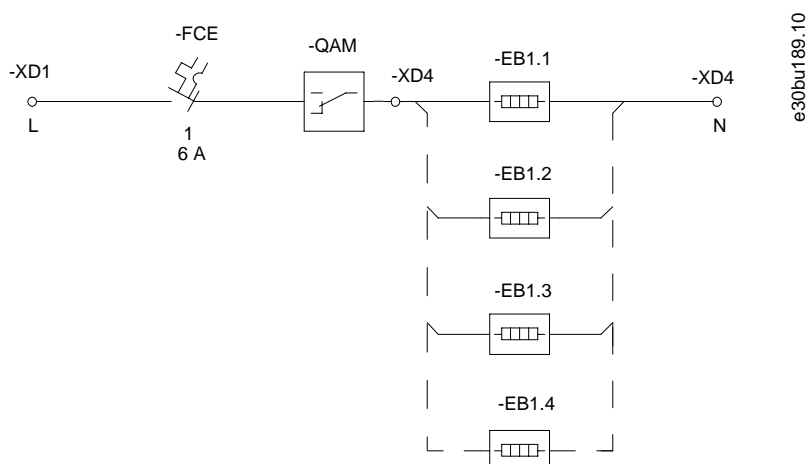 -FCE
-QAM
-EB1.1
-XD1
-XD4
-XD4
L
N
1
6 A
-EB1.2
-EB1.3
-EB1.4
e30bu189.10